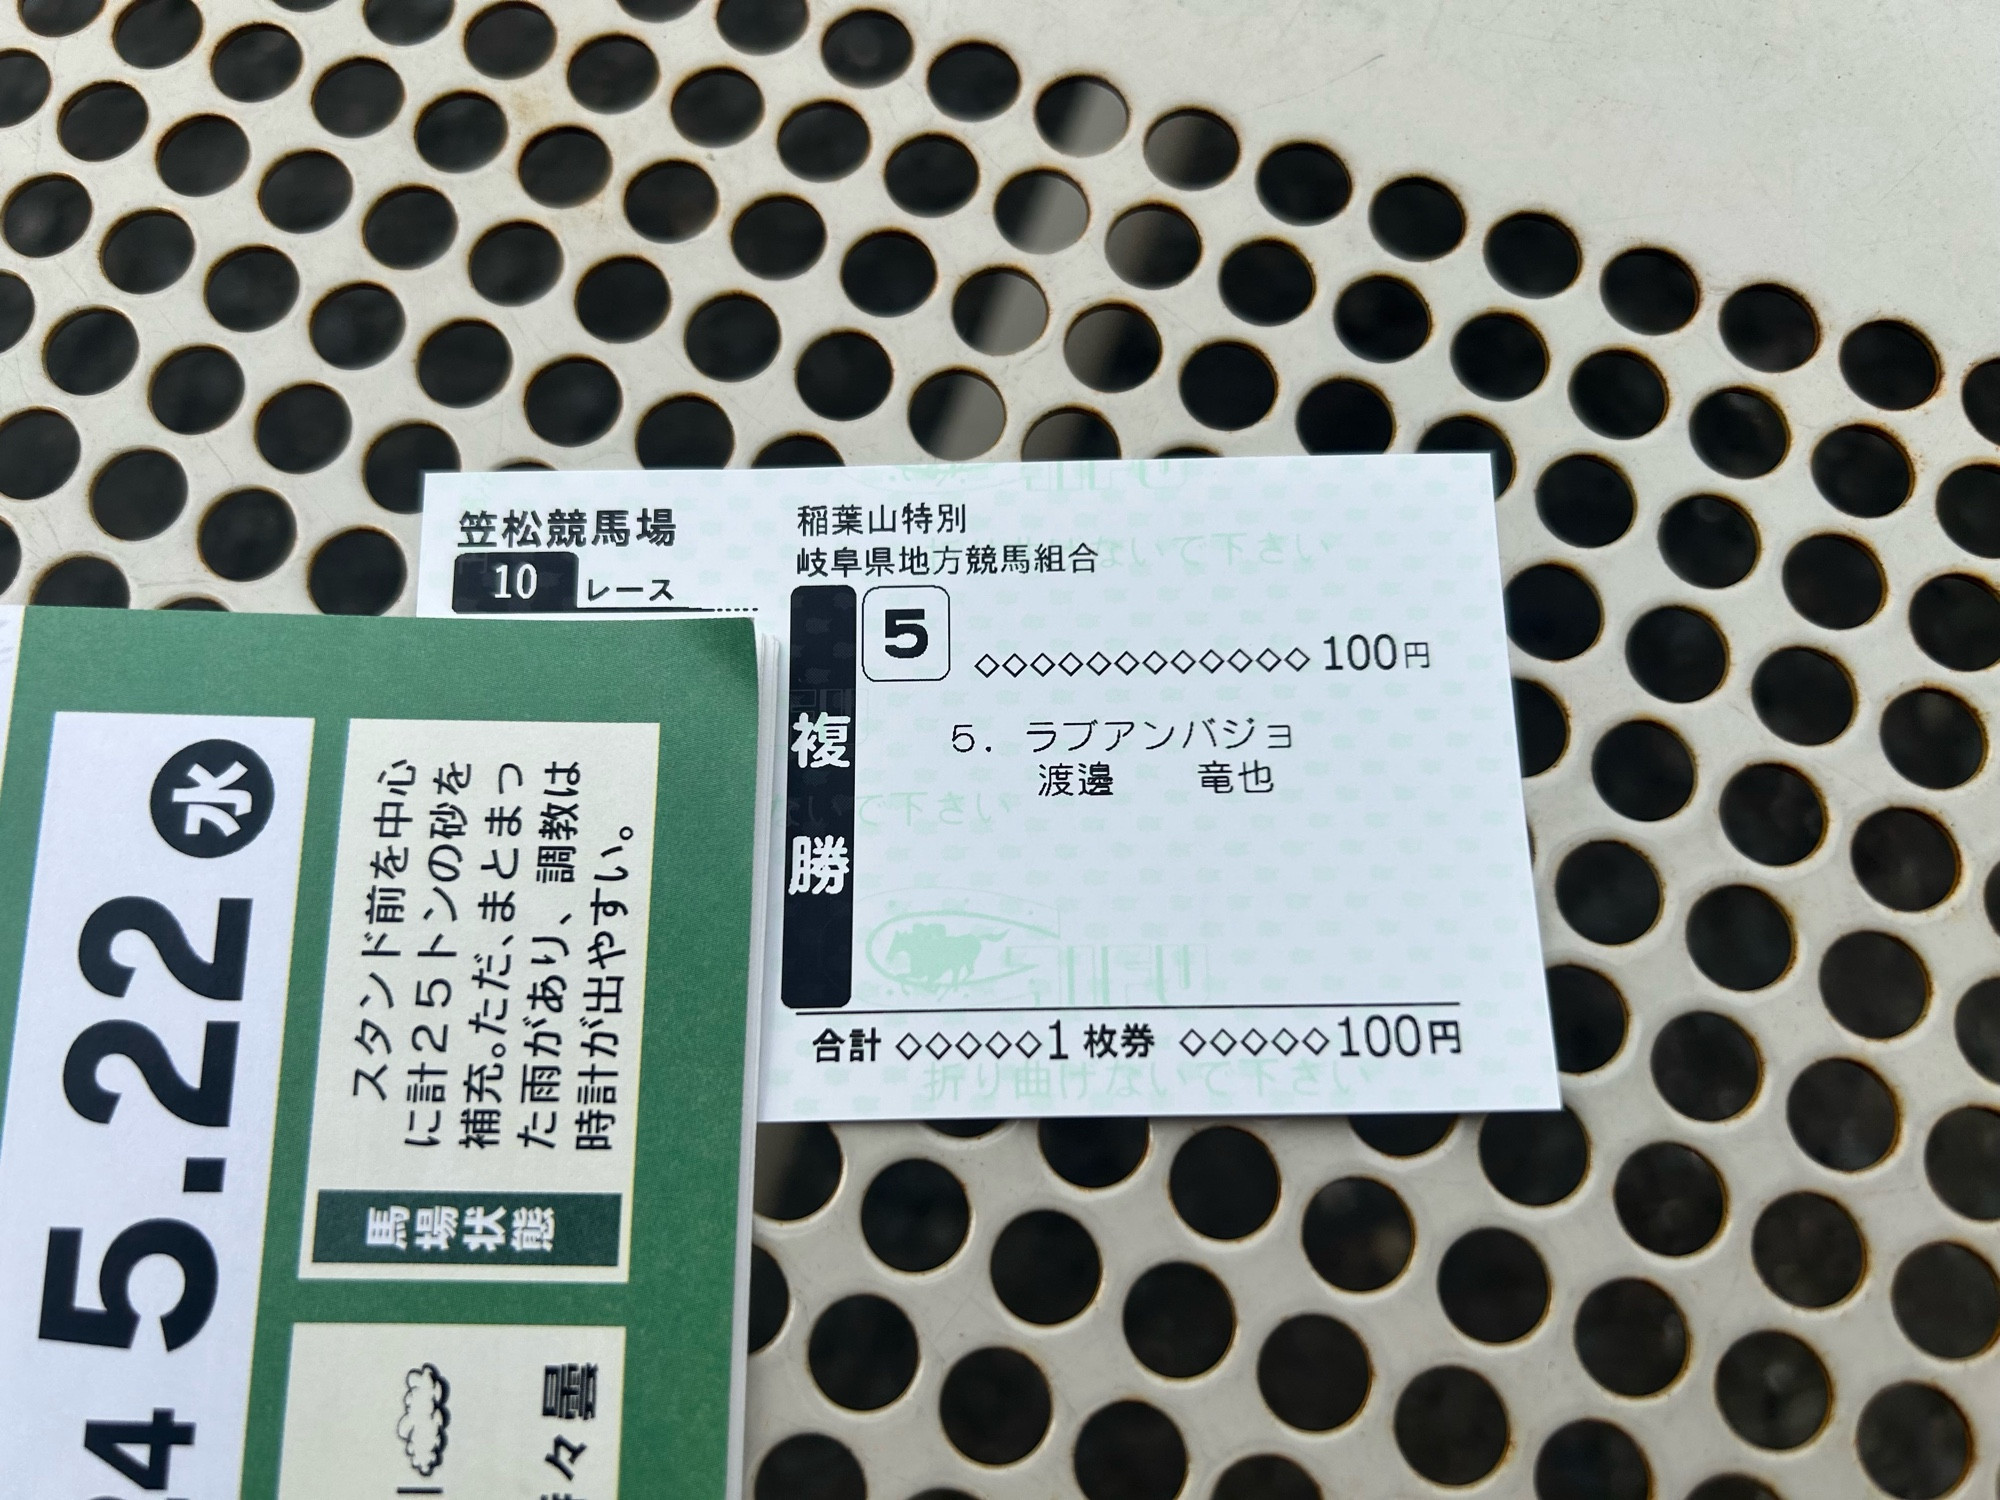 笠松競馬場
10 レース
稲葉山特別
岐阜県地方競馬組合
複勝
5 ◇◇◇◇◇◇◇◇◇◇◇◇100円
5. ラブアンバジョ
渡邊 竜也
合計 ◇◇◇◇◇1枚券 ◇◇◇◇◇100円
折り曲げないで下さい
4 5.22 水
馬場状態
スタンド前を中心
に計25トンの砂を
補充。ただ、まとまっ
た雨があり、調教は
時計が出やすい。
々曇